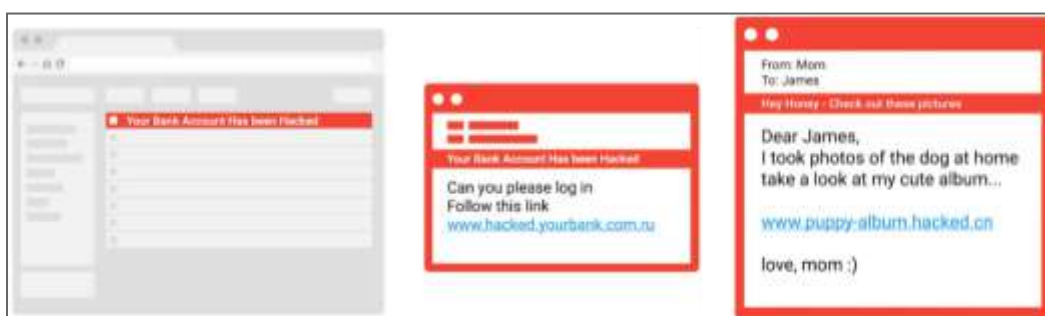 Your Bank Account Has been Hacked
Your Bank Account Has been Hacked
Can you please log in
Follow this link
www.hacked.yourbank.com.ru
From: Mom
To: James
Hey Honey - Check out these pictures
Dear James,
I took photos of the dog at home
take a look at my cute album...
www.puppy-album.hacked.cn
love, mom :)